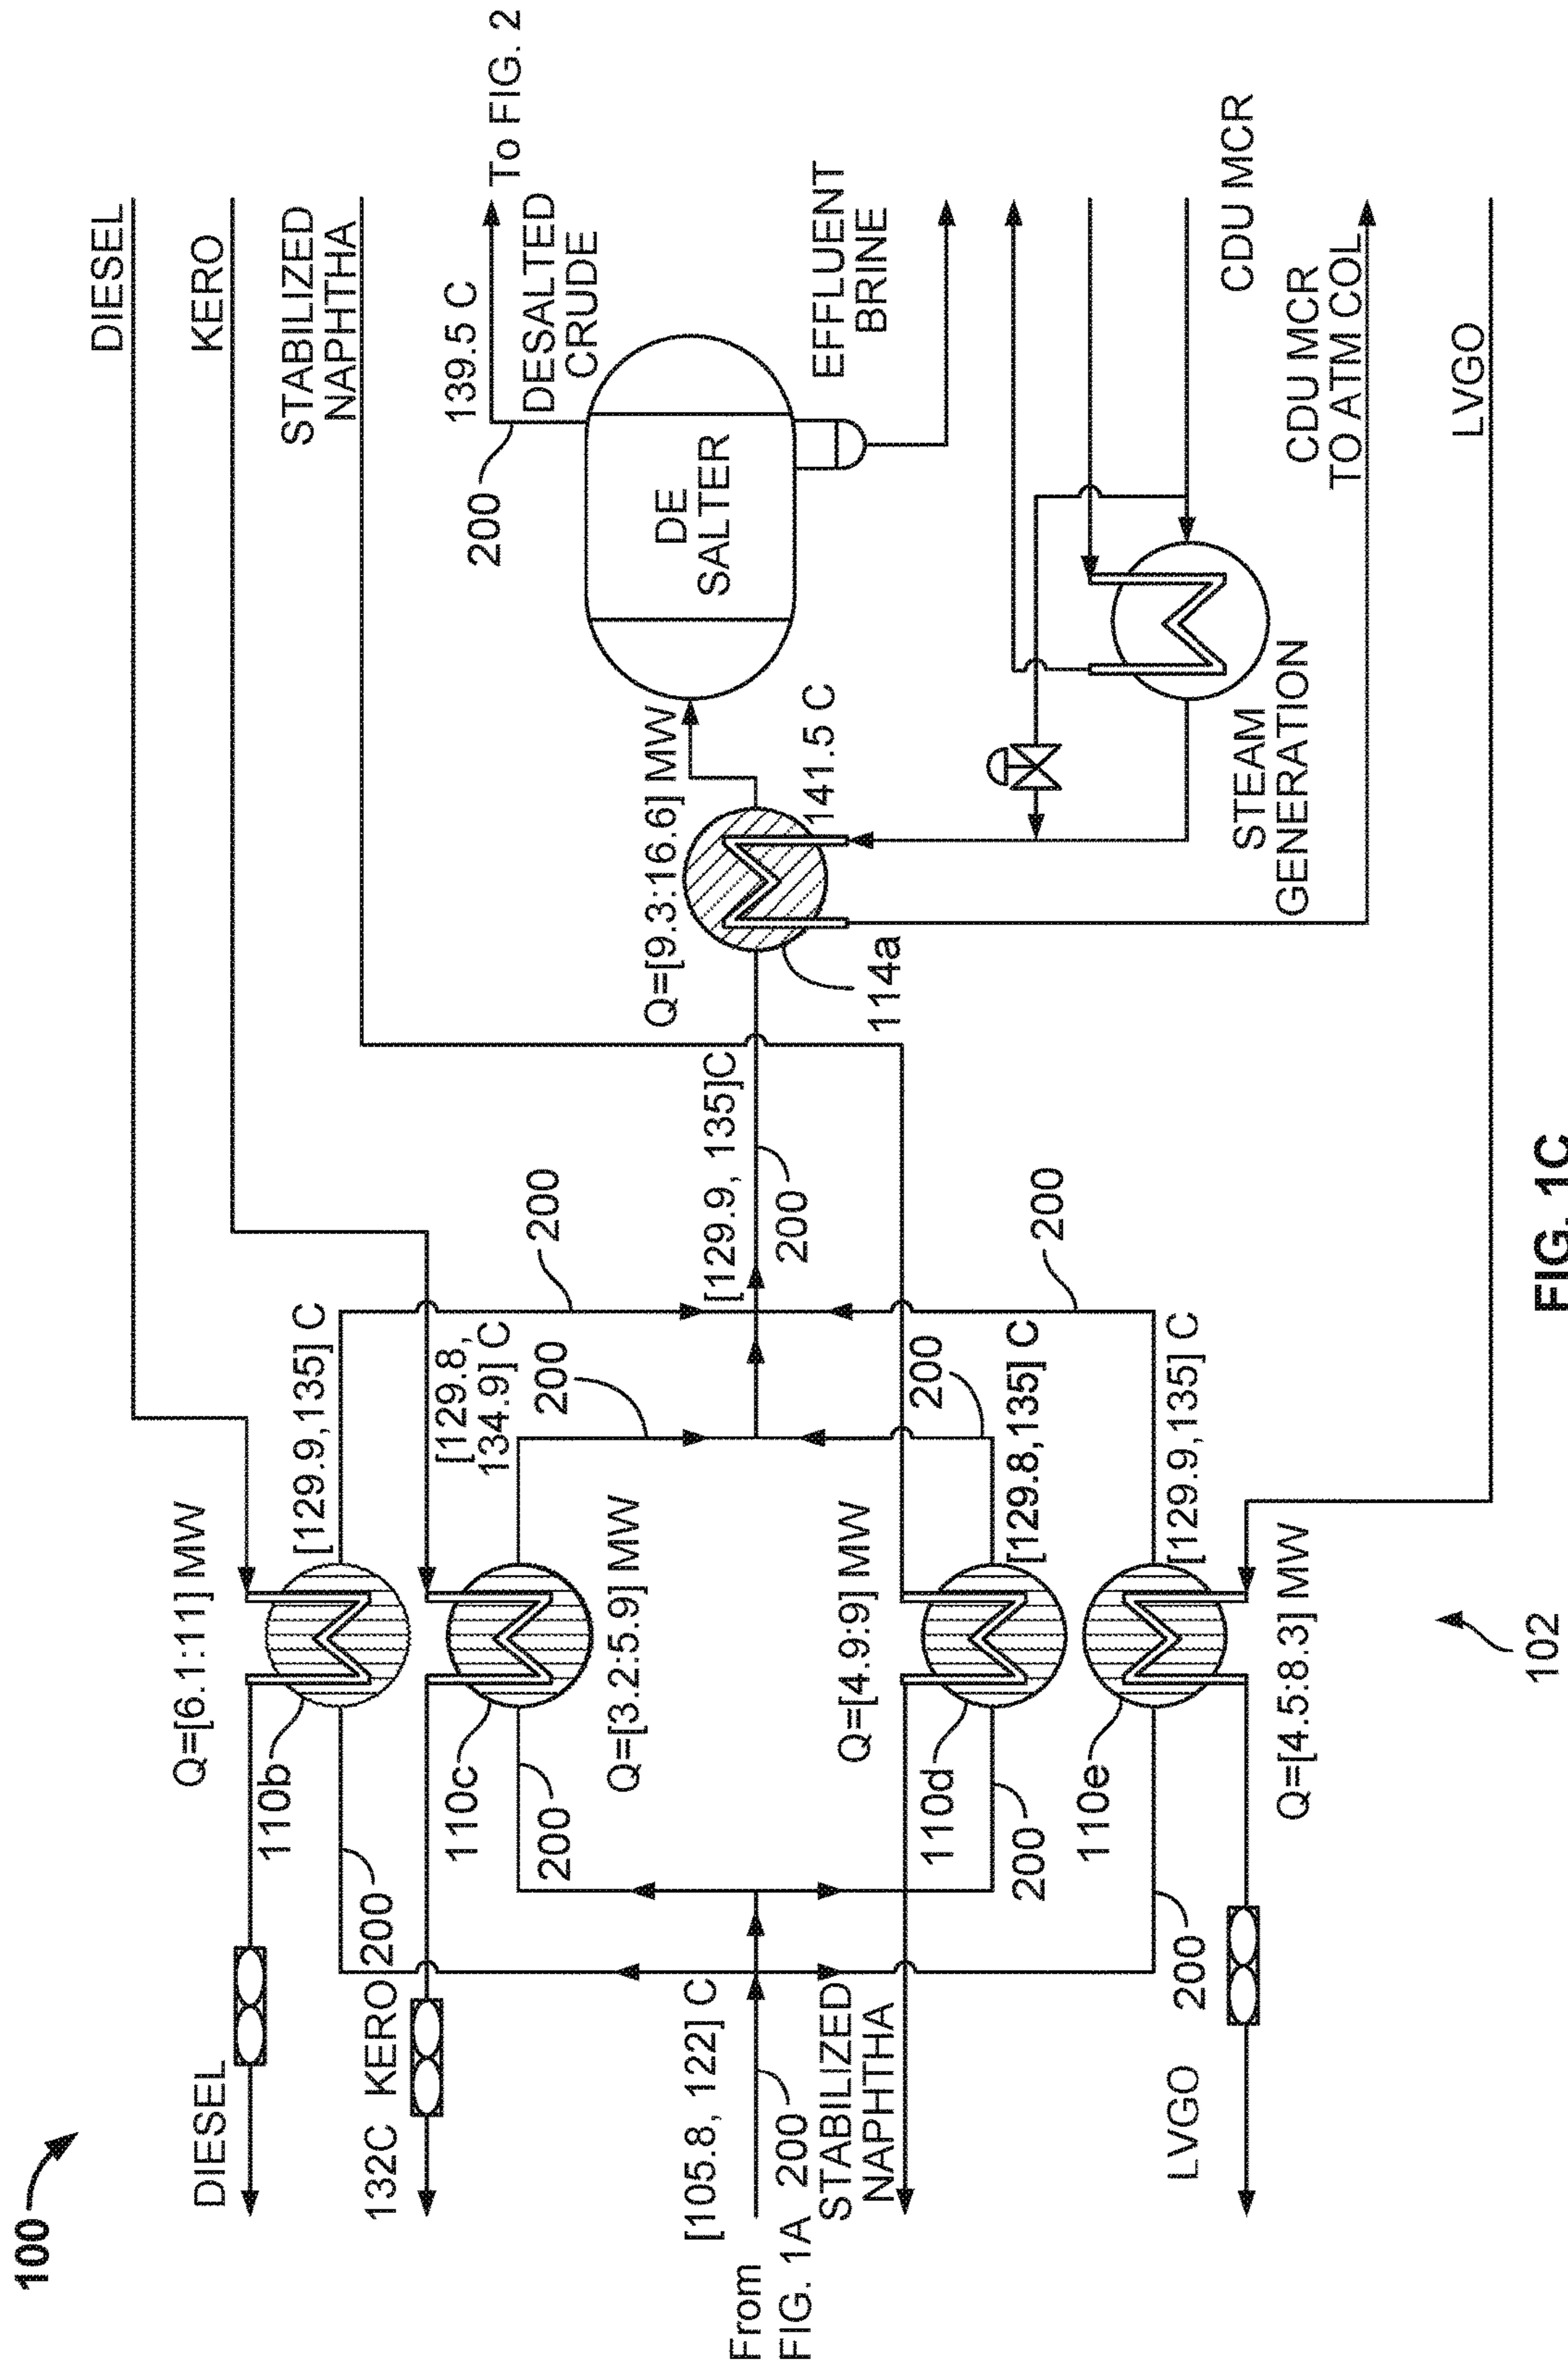 100
DIESEL
KERO
STABILIZED
NAPHTHA
139.5 C
To FIG. 2
200
DESALTED
CRUDE
DE
SALTER
EFFLUENT
BRINE
Q=[9.3:16.6] MW
141.5 C
114a
STEAM
GENERATION
CDU MCR
CDU MCR
TO ATM COL
LVGO
Q=[6.1:11] MW
110b
[129.9,135] C
200
200
DIESEL
132C
KERO
110c
[129.8,
134.9] C
200
200
Q=[3.2:5.9] MW
[105.8, 122] C
From
FIG. 1A
200
[129.9, 135]C
200
STABILIZED
NAPHTHA
Q=[4.9:9] MW
110d
200
[129.8,135] C
200
110e
200
[129.9,135] C
200
LVGO
Q=[4.5:8.3] MW
102
FIG. 1C